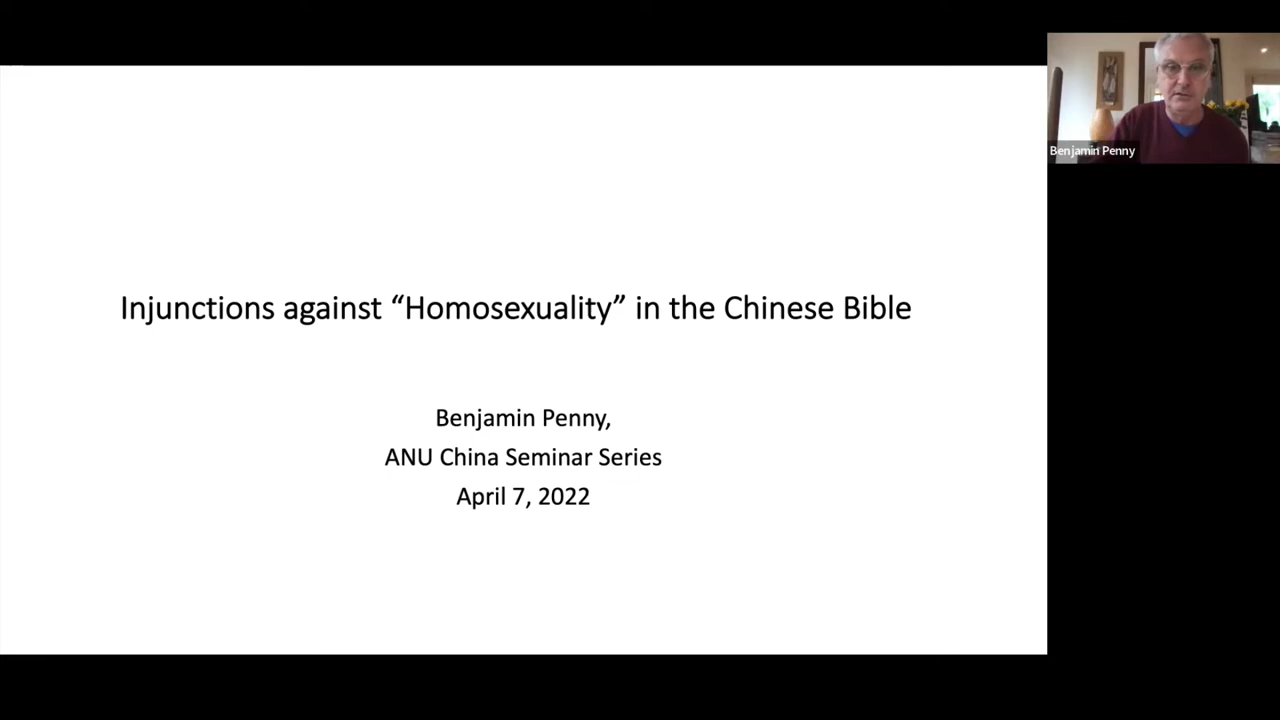 Injunctions against “Homosexuality” in the Chinese Bible
Benjamin Penny,
ANU China Seminar Series
April 7, 2022
Benjamin Penny